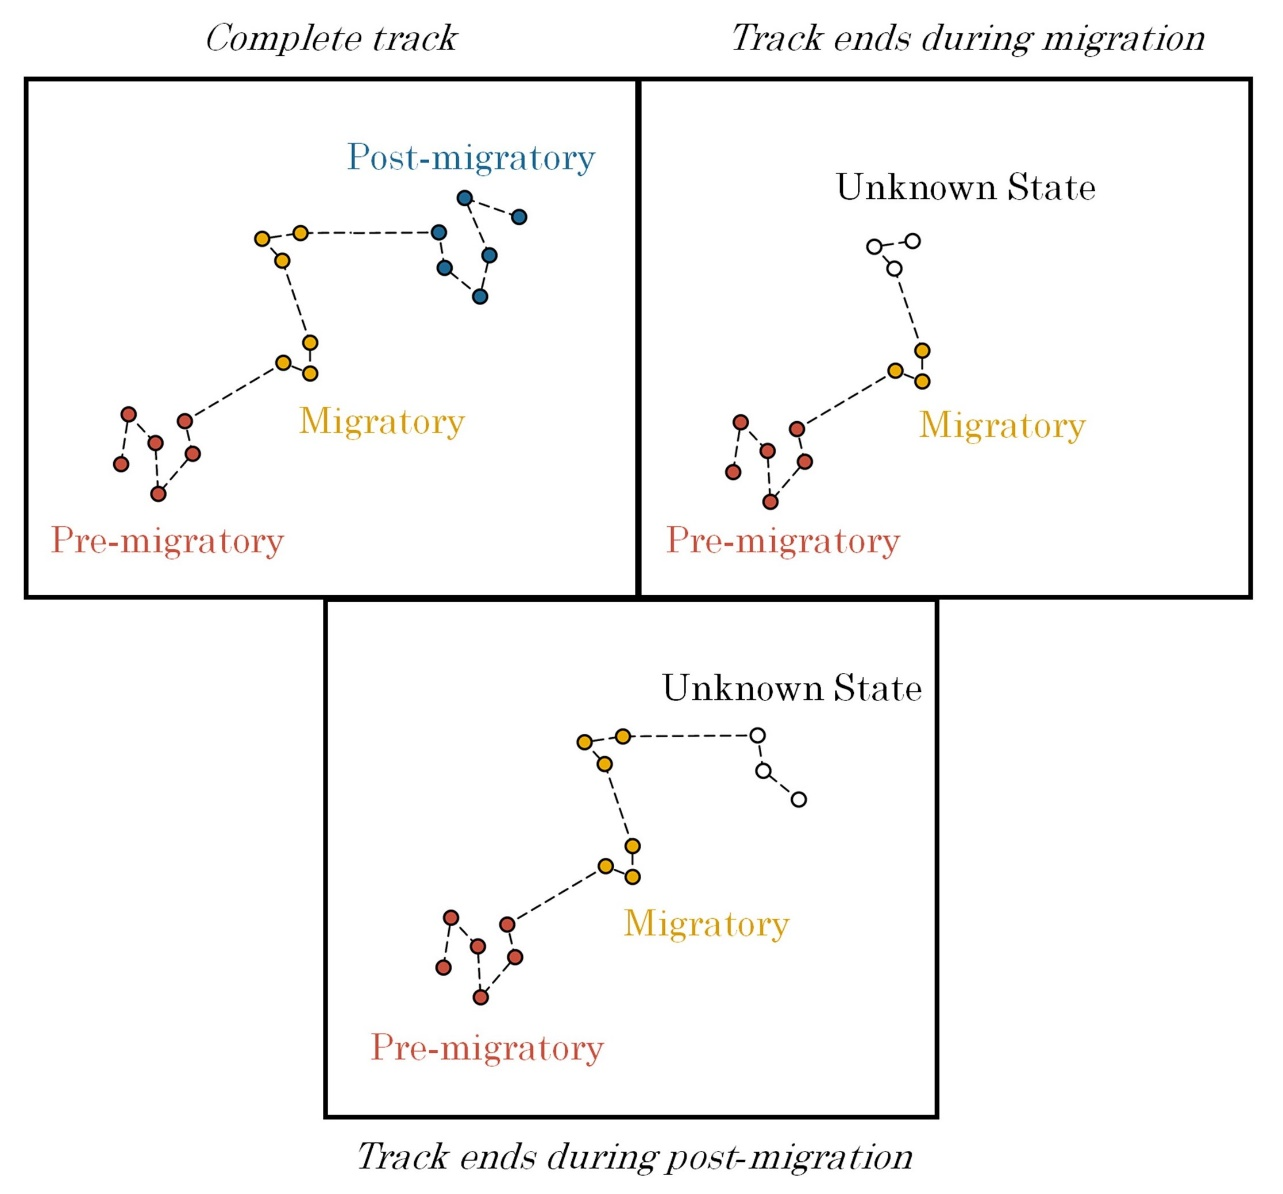 Complete track
Track ends during migration
Post-migratory
Migratory
Pre-migratory
Unknown State
Migratory
Pre-migratory
Unknown State
Migratory
Pre-migratory
Track ends during post-migration